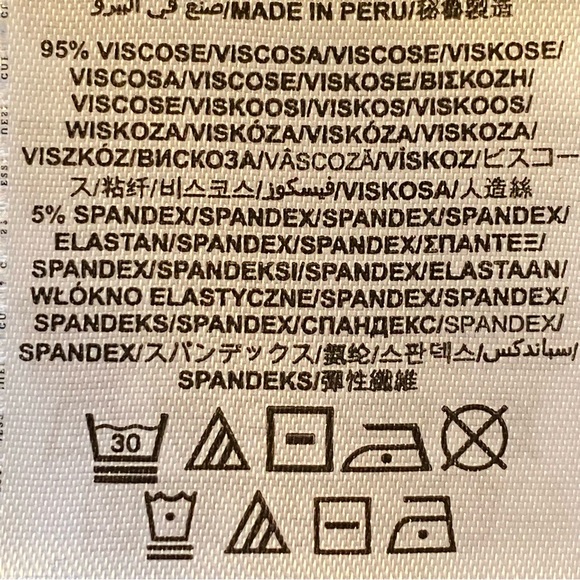 صنع في البيرو/MADE IN PERU/秘魯製造
95% VISCOSE/VISCOSA/VISCOSE/VISKOSE/
VISCOSA/VISCOSE/VISKOSE/ΒΙΣΚΟΖΗ/
VISCOSE/VISKOOSI/VISKOS/VISKOOS/
WISKOZA/VISKÓZA/VISKÓZA/VISKOZA/
VISZKÓZ/ВИСКОЗА/VÂSCOZĂ/VİSKOZ/ビスコー
ス/粘纤/비스코스/فيسكوز/VISKOSA/人造絲
5% SPANDEX/SPANDEX/SPANDEX/SPANDEX/
ELASTAN/SPANDEX/SPANDEX/ΣΠΑΝΤΕΞ/
SPANDEX/SPANDEKSI/SPANDEX/ELASTAAN/
WŁÓKNO ELASTYCZNE/SPANDEX/SPANDEX/
SPANDEKS/SPANDEX/СПАНДЕКС/SPANDEX/
SPANDEX/スパンデックス/氨纶/스판덱스/سباندكس/
SPANDEKS/彈性纖維
30